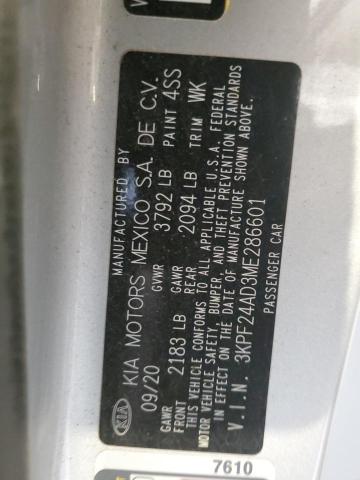 MANUFACTURED BY
KIA KIA MOTORS MEXICO S.A. DE C.V.
09/20 GVWR 3792 LB PAINT 4SS
GAWR FRONT 2183 LB GAWR REAR 2094 LB TRIM WK
THIS VEHICLE CONFORMS TO ALL APPLICABLE U.S.A. FEDERAL
MOTOR VEHICLE SAFETY, BUMPER, AND THEFT PREVENTION STANDARDS
IN EFFECT ON THE DATE OF MANUFACTURE SHOWN ABOVE.
V.I.N. 3KPF24AD3ME286601
PASSENGER CAR
7610